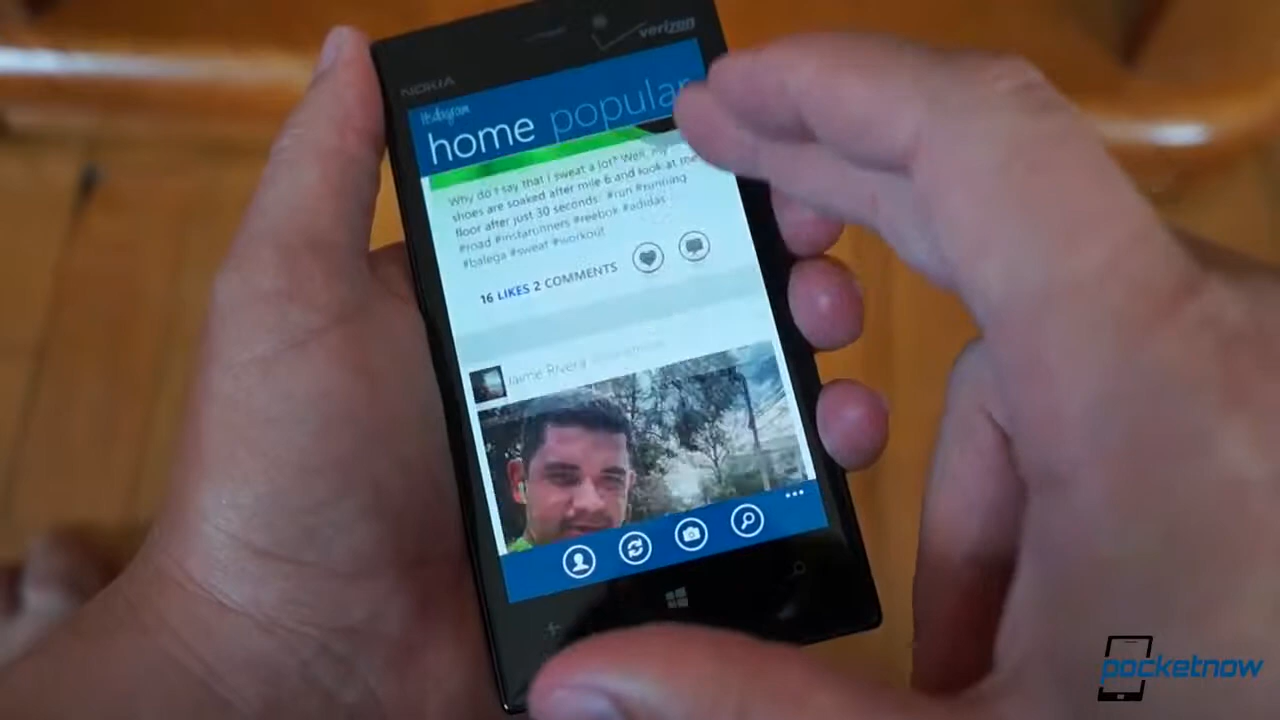 verizon
NOKIA
Itsdagram
home popular
Why do I say that I sweat a lot? Well, my
shoes are soaked after mile 6 and look at me
floor after just 30 seconds. #run #running
#road #instarunners #reebok #adidas
#balega #sweat #workout
16 LIKES 2 COMMENTS
Jaime Rivera
pocketnow